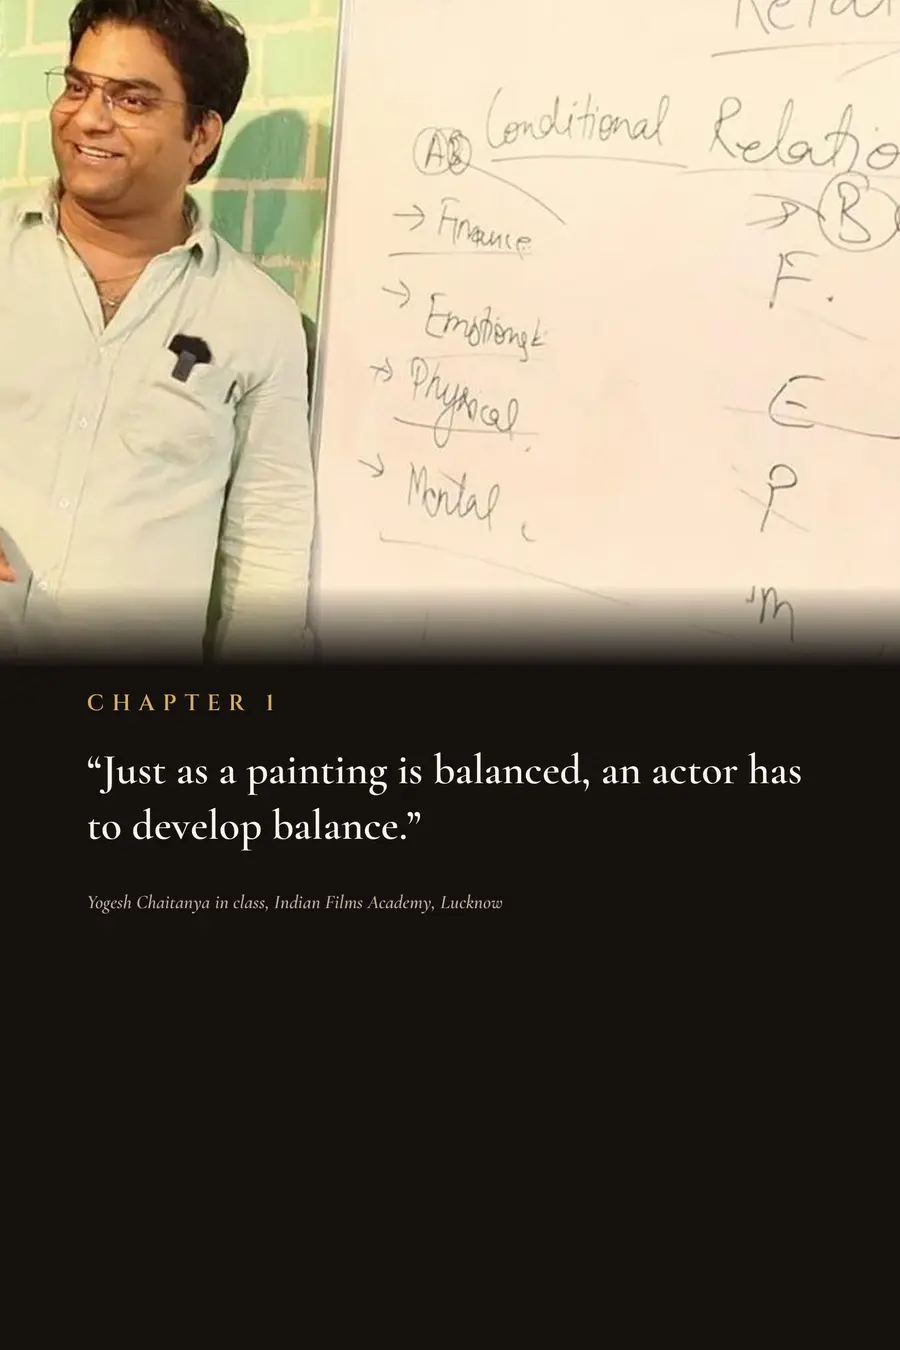 Conditional Relatio
AB
→ Finance
→ B
F.
→ Emotional
E
→ Physical
P
→ Mental
M
CHAPTER 1
“Just as a painting is balanced, an actor has
to develop balance.”
Yogesh Chaitanya in class, Indian Films Academy, Lucknow